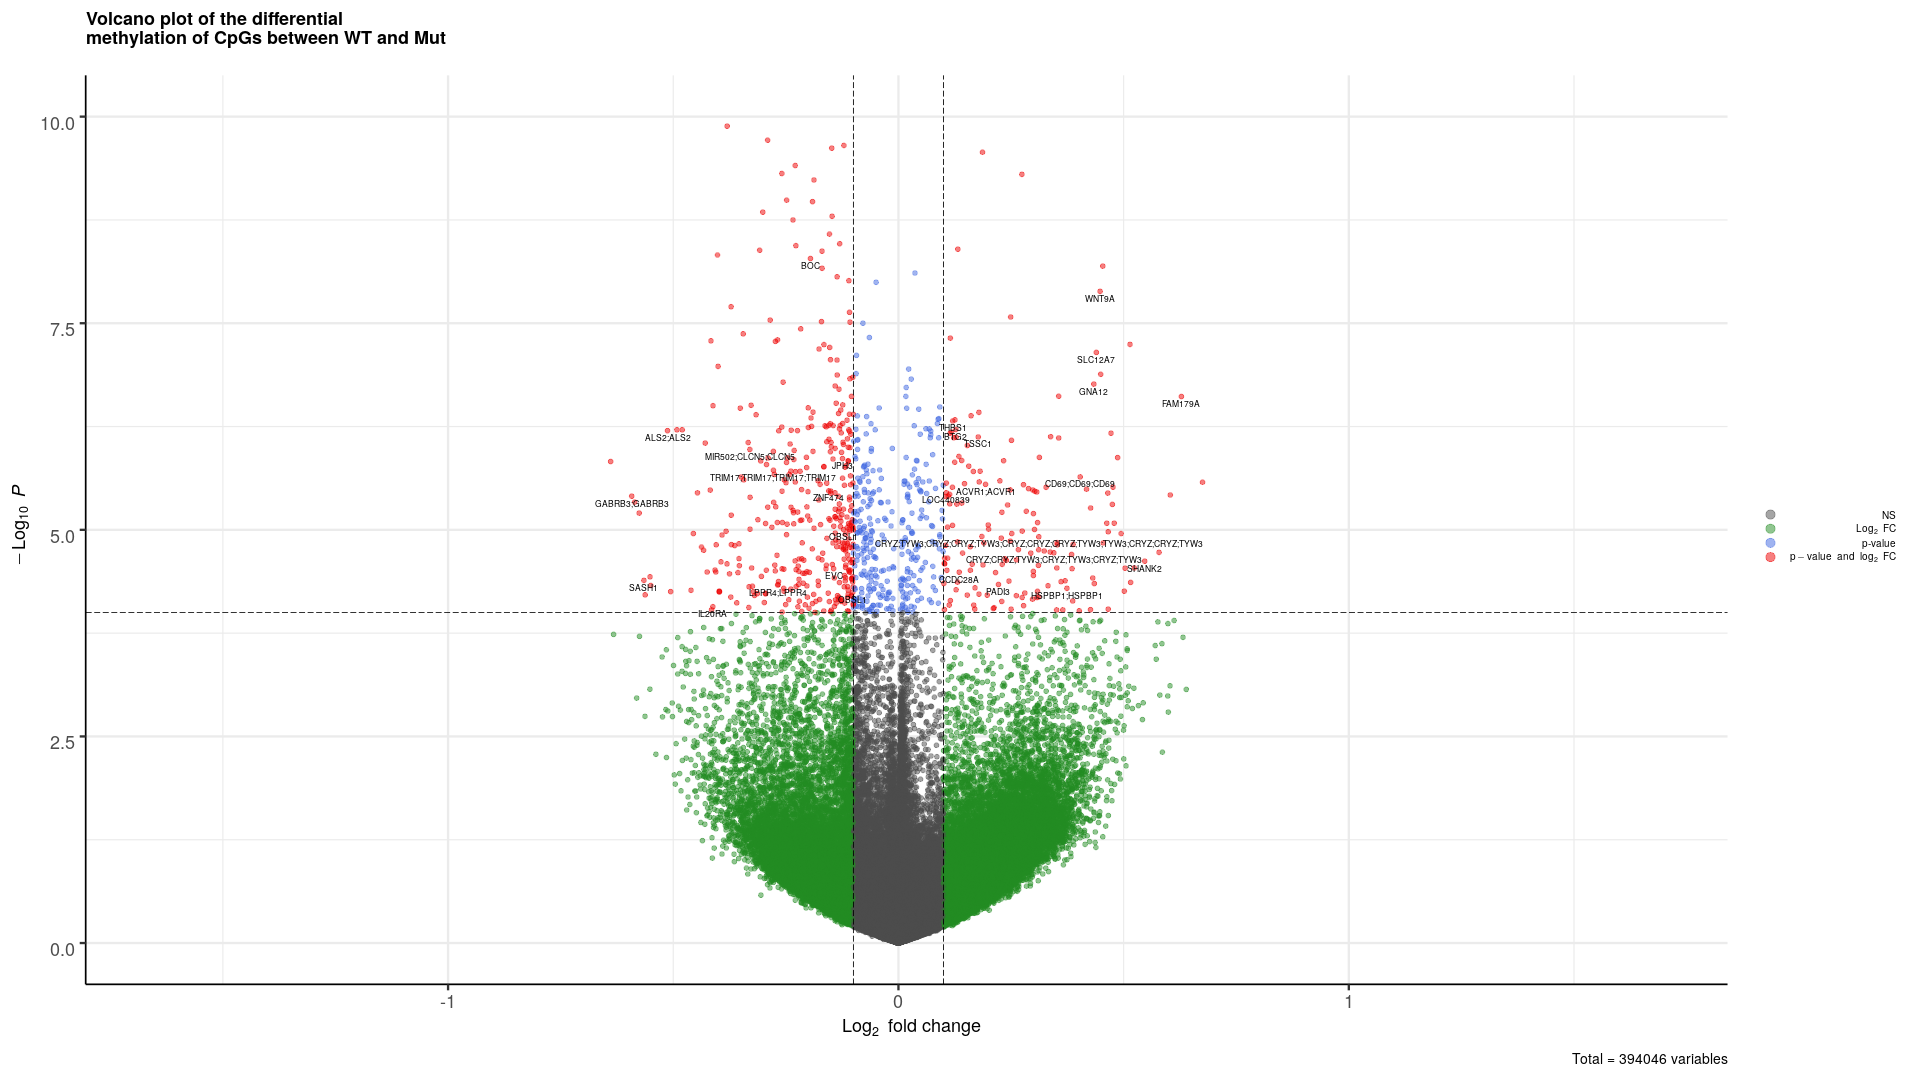 Volcano plot of the differential
methylation of CpGs between WT and Mut
10.0
7.5
5.0
2.5
0.0
−Log10 P
BOC
WNT9A
SLC12A7
GNA12
FAM179A
ALS2;ALS2
THBS1
BTG2
TSSC1
MIR502;CLCN5;CLCN5
JPH3
TRIM17;TRIM17;TRIM17;TRIM17
CD69;CD69;CD69
ACVR1;ACVR1
ZNF474
LOC440839
GABRB3;GABRB3
OBSL1
CRYZ;TYW3;CRYZ;CRYZ;TYW3;CRYZ;CRYZ;CRYZ;TYW3;TYW3;CRYZ;CRYZ;TYW3
CRYZ;CRYZ;TYW3;CRYZ;TYW3;CRYZ;TYW3
SHANK2
EVC
CCDC28A
SASH1
LPPR4;LPPR4
PADI3
HSPBP1;HSPBP1
OBSL1
IL20RA
NS
Log2 FC
p-value
p − value and log2 FC
-1
0
1
Log2 fold change
Total = 394046 variables